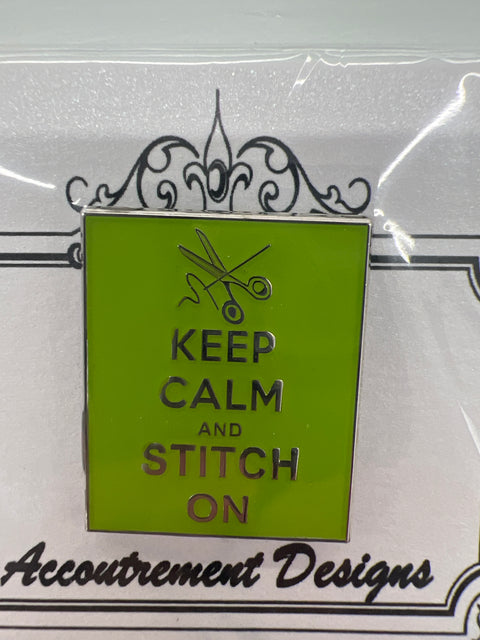 KEEP
CALM
AND
STITCH
ON
Accoutrement Designs